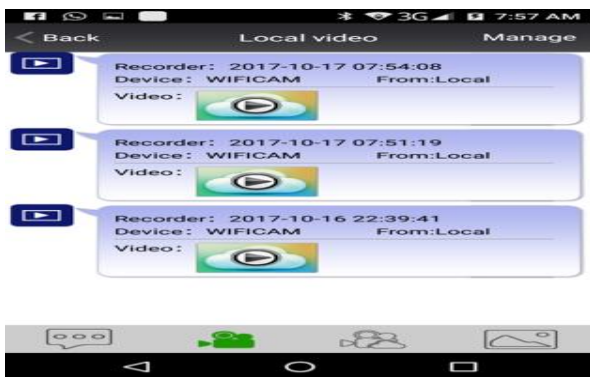 3G 7:57 AM
< Back Local video Manage
Recorder: 2017-10-17 07:54:08
Device: WIFICAM From:Local
Video:
Recorder: 2017-10-17 07:51:19
Device: WIFICAM From:Local
Video:
Recorder: 2017-10-16 22:39:41
Device: WIFICAM From:Local
Video: